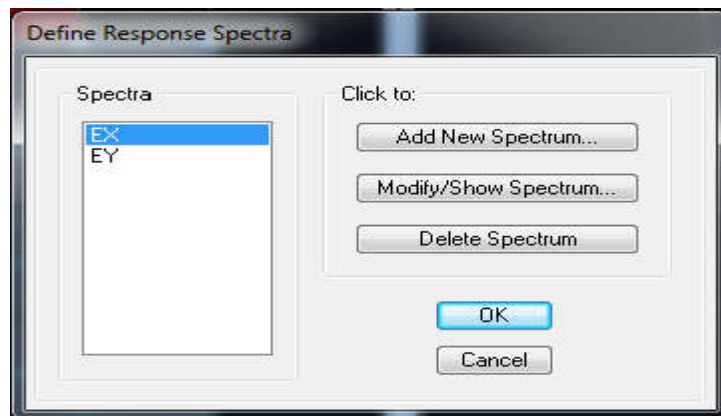 Define Response Spectra
Spectra
EX
EY
Click to:
Add New Spectrum...
Modify/Show Spectrum...
Delete Spectrum
OK
Cancel